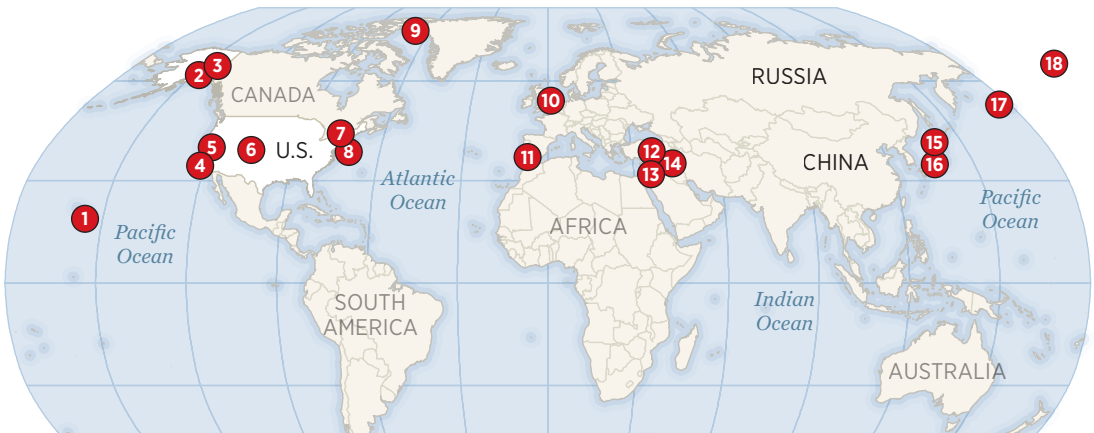 9
18
3
2
RUSSIA
CANADA
10
17
7
5
6
U.S.
8
4
11
12
14
13
CHINA
15
16
Atlantic
Ocean
1
Pacific
Ocean
AFRICA
Pacific
Ocean
SOUTH
AMERICA
Indian
Ocean
AUSTRALIA